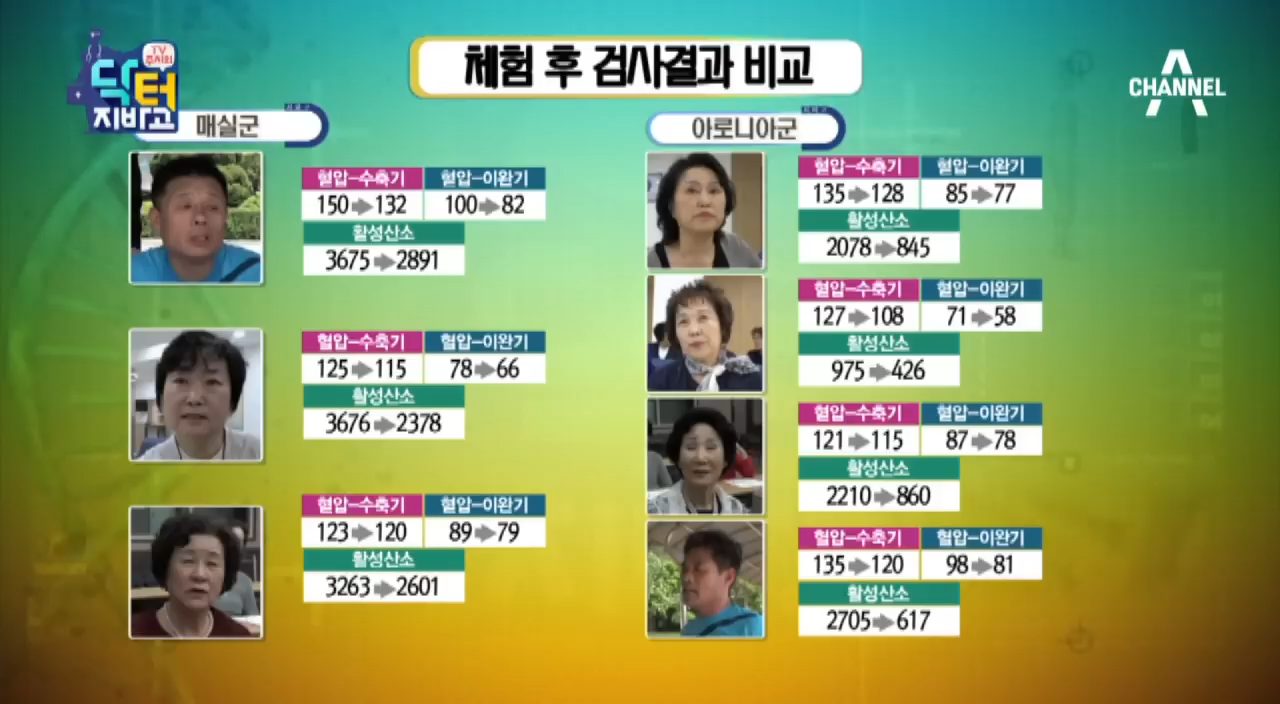 체험 후 검사결과 비교
TV
주치의
닥터
지바고
CHANNEL A
매실군
혈압-수축기 혈압-이완기
150➡132 100➡82
활성산소
3675➡2891
혈압-수축기 혈압-이완기
125➡115 78➡66
활성산소
3676➡2378
혈압-수축기 혈압-이완기
123➡120 89➡79
활성산소
3263➡2601
아로니아군
혈압-수축기 혈압-이완기
135➡128 85➡77
활성산소
2078➡845
혈압-수축기 혈압-이완기
127➡108 71➡58
활성산소
975➡426
혈압-수축기 혈압-이완기
121➡115 87➡78
활성산소
2210➡860
혈압-수축기 혈압-이완기
135➡120 98➡81
활성산소
2705➡617